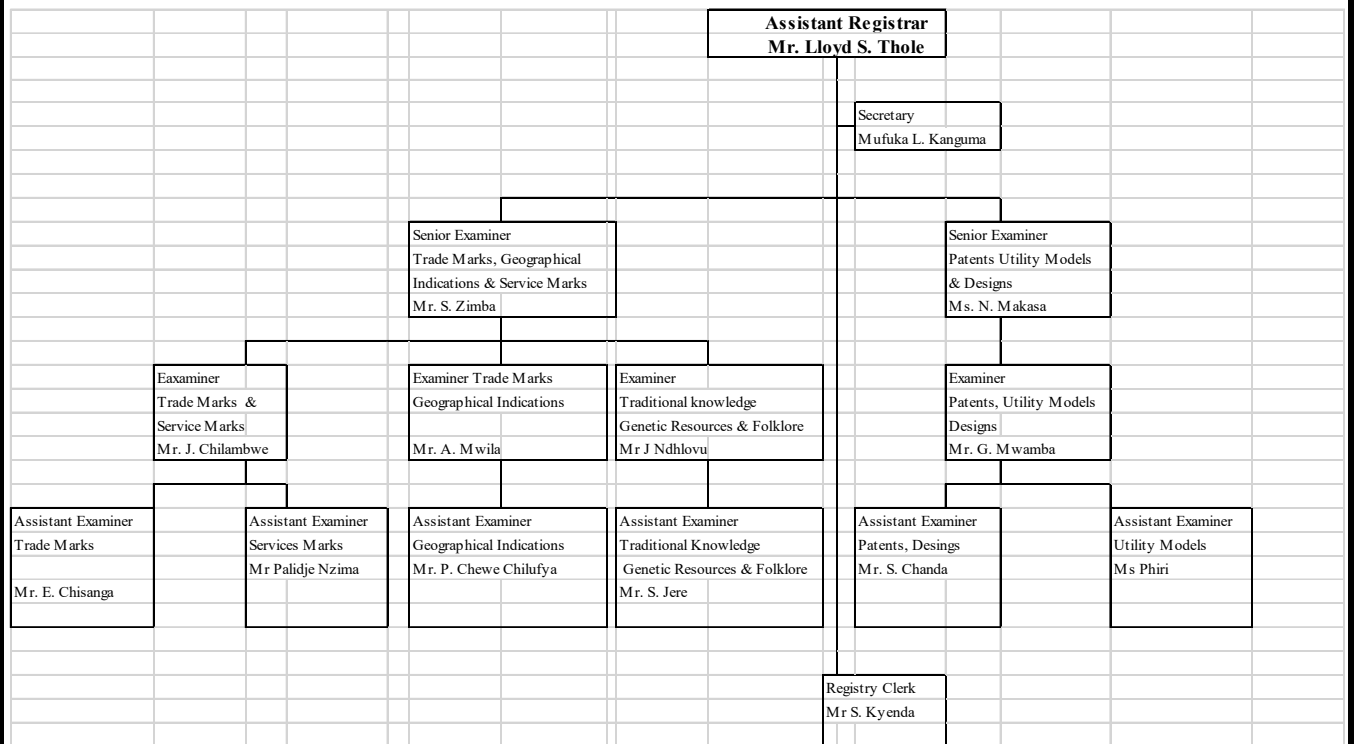 Assistant Registrar
Mr. Lloyd S. Thole
Secretary
Mufuka L. Kanguma
Senior Examiner
Trade Marks, Geographical
Indications & Service Marks
Mr. S. Zimba
Senior Examiner
Patents Utility Models
& Designs
Ms. N. Makasa
Eaxaminer
Trade Marks &
Service Marks
Mr. J. Chilambwe
Examiner Trade Marks
Geographical Indications
Mr. A. Mwila
Examiner
Traditional knowledge
Genetic Resources & Folklore
Mr J Ndhlovu
Examiner
Patents, Utility Models
Designs
Mr. G. Mwamba
Assistant Examiner
Trade Marks
Mr. E. Chisanga
Assistant Examiner
Services Marks
Mr Palidje Nzima
Assistant Examiner
Geographical Indications
Mr. P. Chewe Chilufya
Assistant Examiner
Traditional Knowledge
Genetic Resources & Folklore
Mr. S. Jere
Assistant Examiner
Patents, Desings
Mr. S. Chanda
Assistant Examiner
Utility Models
Ms Phiri
Registry Clerk
Mr S. Kyenda